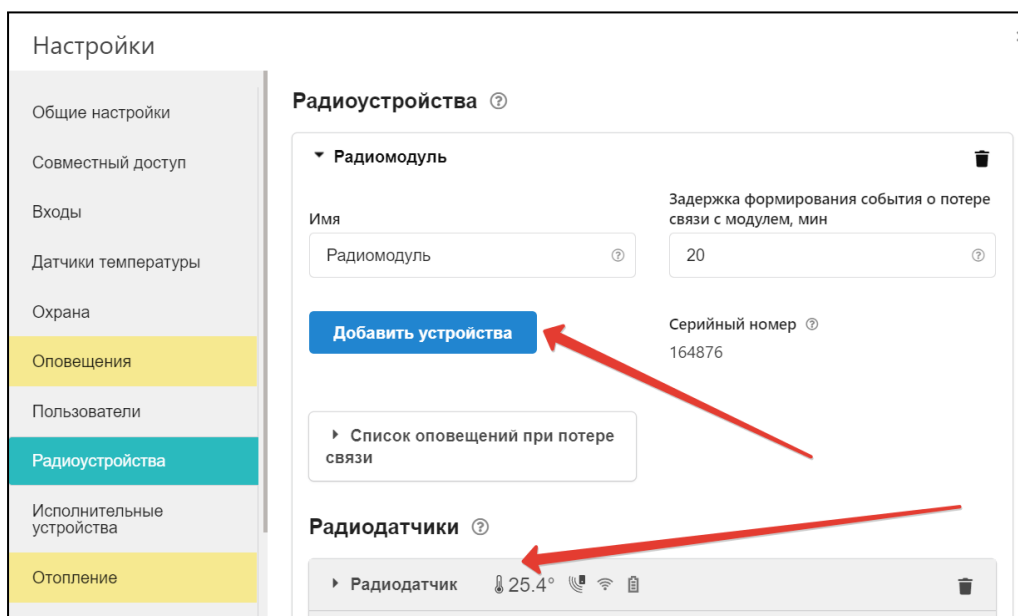 Настройки
Общие настройки
Совместный доступ
Входы
Датчики температуры
Охрана
Оповещения
Пользователи
Радиоустройства
Исполнительные
устройства
Отопление
Радиоустройства ?
Радиомодуль
Имя
Радиомодуль ?
Задержка формирования события о потере
связи с модулем, мин
20 ?
Добавить устройства
Серийный номер ?
164876
Список оповещений при потере
связи
Радиодатчики ?
Радиодатчик 25.4°